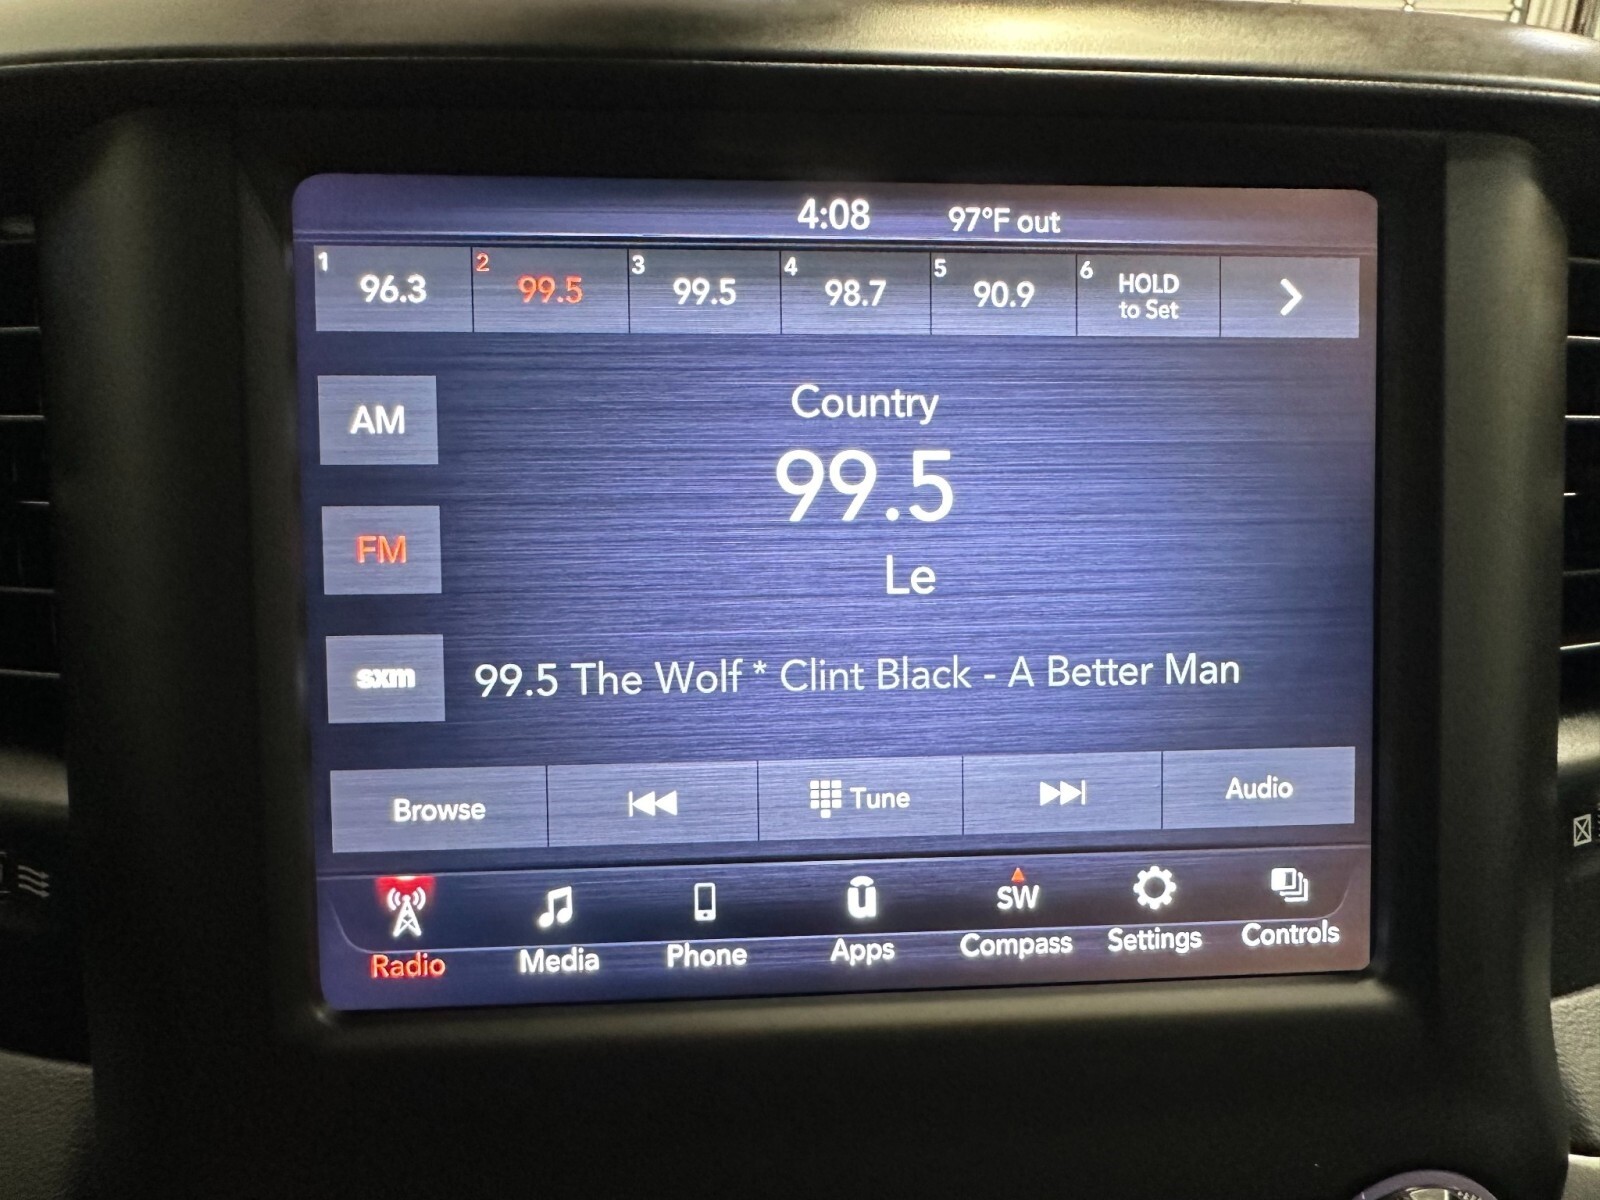 4:08 97°F out
1 96.3 2 99.5 3 99.5 4 98.7 5 90.9 6 HOLD to Set
AM
Country
99.5
FM
Le
sxm
99.5 The Wolf * Clint Black - A Better Man
Browse Tune Audio
u SW
Radio Media Phone Apps Compass Settings Controls